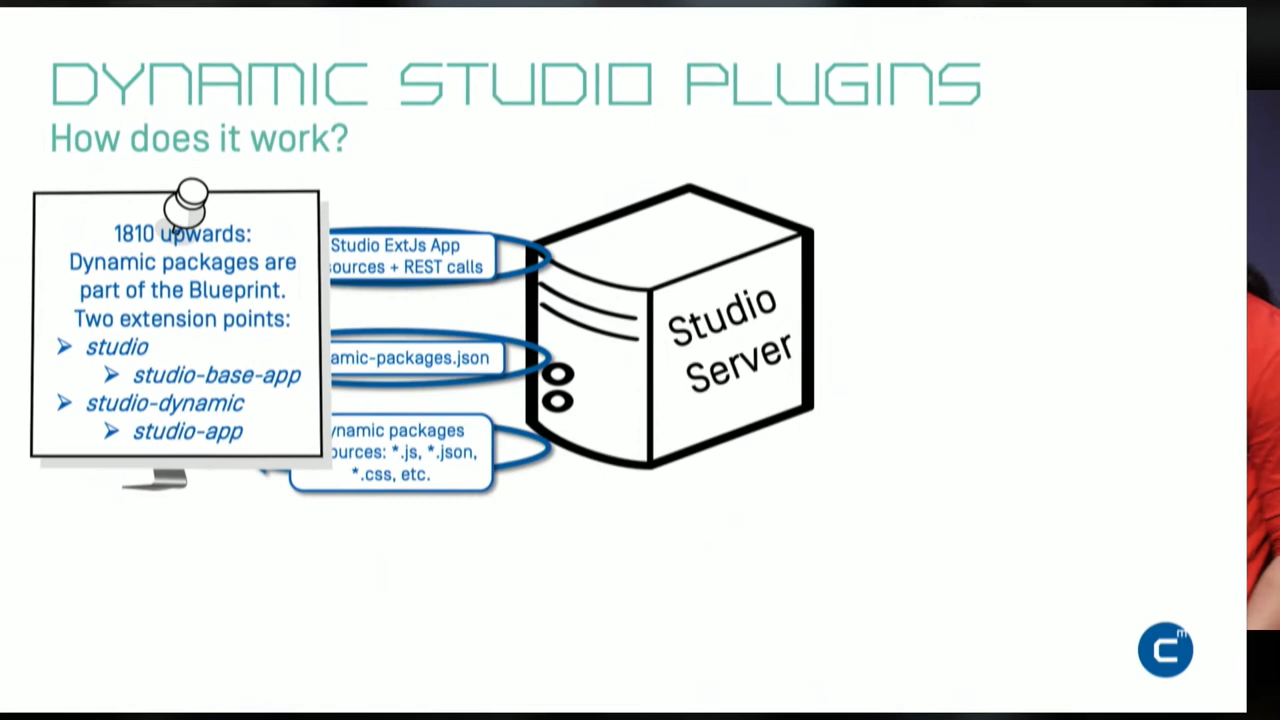 DYNAMIC STUDIO PLUGINS
How does it work?
1810 upwards:
Dynamic packages are
part of the Blueprint.
Two extension points:
➢ studio
➢ studio-base-app
➢ studio-dynamic
➢ studio-app
Studio ExtJs App
ources + REST calls
amic-packages.json
ynamic packages
ources: *.js, *.json,
*.css, etc.
Studio
Server
C m